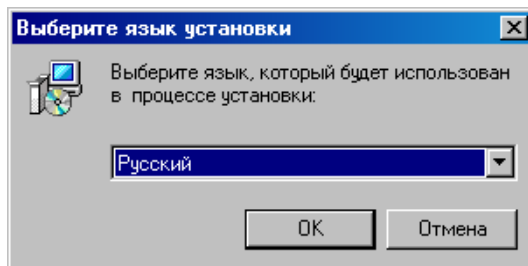 Выберите язык установки
Выберите язык, который будет использован
в процессе установки:
Русский
OK
Отмена